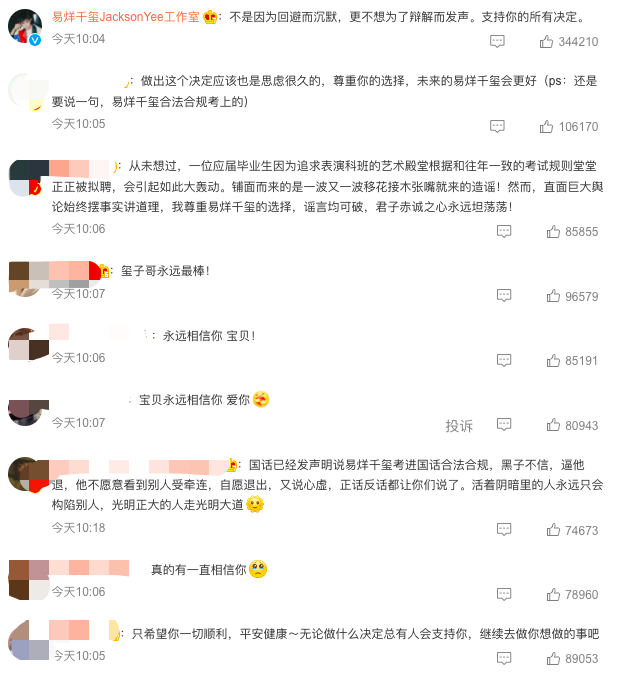 易烊千玺JacksonYee工作室：不是因为回避而沉默，更不想为了辩解而发声。支持你的所有决定。
今天10:04
344210
：做出这个决定应该也是思虑很久的，尊重你的选择，未来的易烊千玺会更好（ps：还是
要说一句，易烊千玺合法合规考上的）
今天10:05
106170
：从未想过，一位应届毕业生因为追求表演科班的艺术殿堂根据和往年一致的考试规则堂堂
正正被拟聘，会引起如此大轰动。铺面而来的是一波又一波移花接木张嘴就来的造谣！然而，直面巨大舆
论始终摆事实讲道理，我尊重易烊千玺的选择，谣言均可破，君子赤诚之心永远坦荡荡！
今天10:06
85855
：玺子哥永远最棒！
今天10:07
96579
：永远相信你 宝贝！
今天10:06
85191
宝贝永远相信你 爱你
今天10:07
投诉
80943
：国话已经发声明说易烊千玺考进国话合法合规，黑子不信，逼他
退，他不愿意看到别人受牵连，自愿退出，又说心虚，正话反话都让你们说了。活着阴暗里的人永远只会
构陷别人，光明正大的人走光明大道
今天10:18
74673
真的有一直相信你
今天10:06
78960
：只希望你一切顺利，平安健康～无论做什么决定总有人会支持你，继续去做你想做的事吧
今天10:05
89053